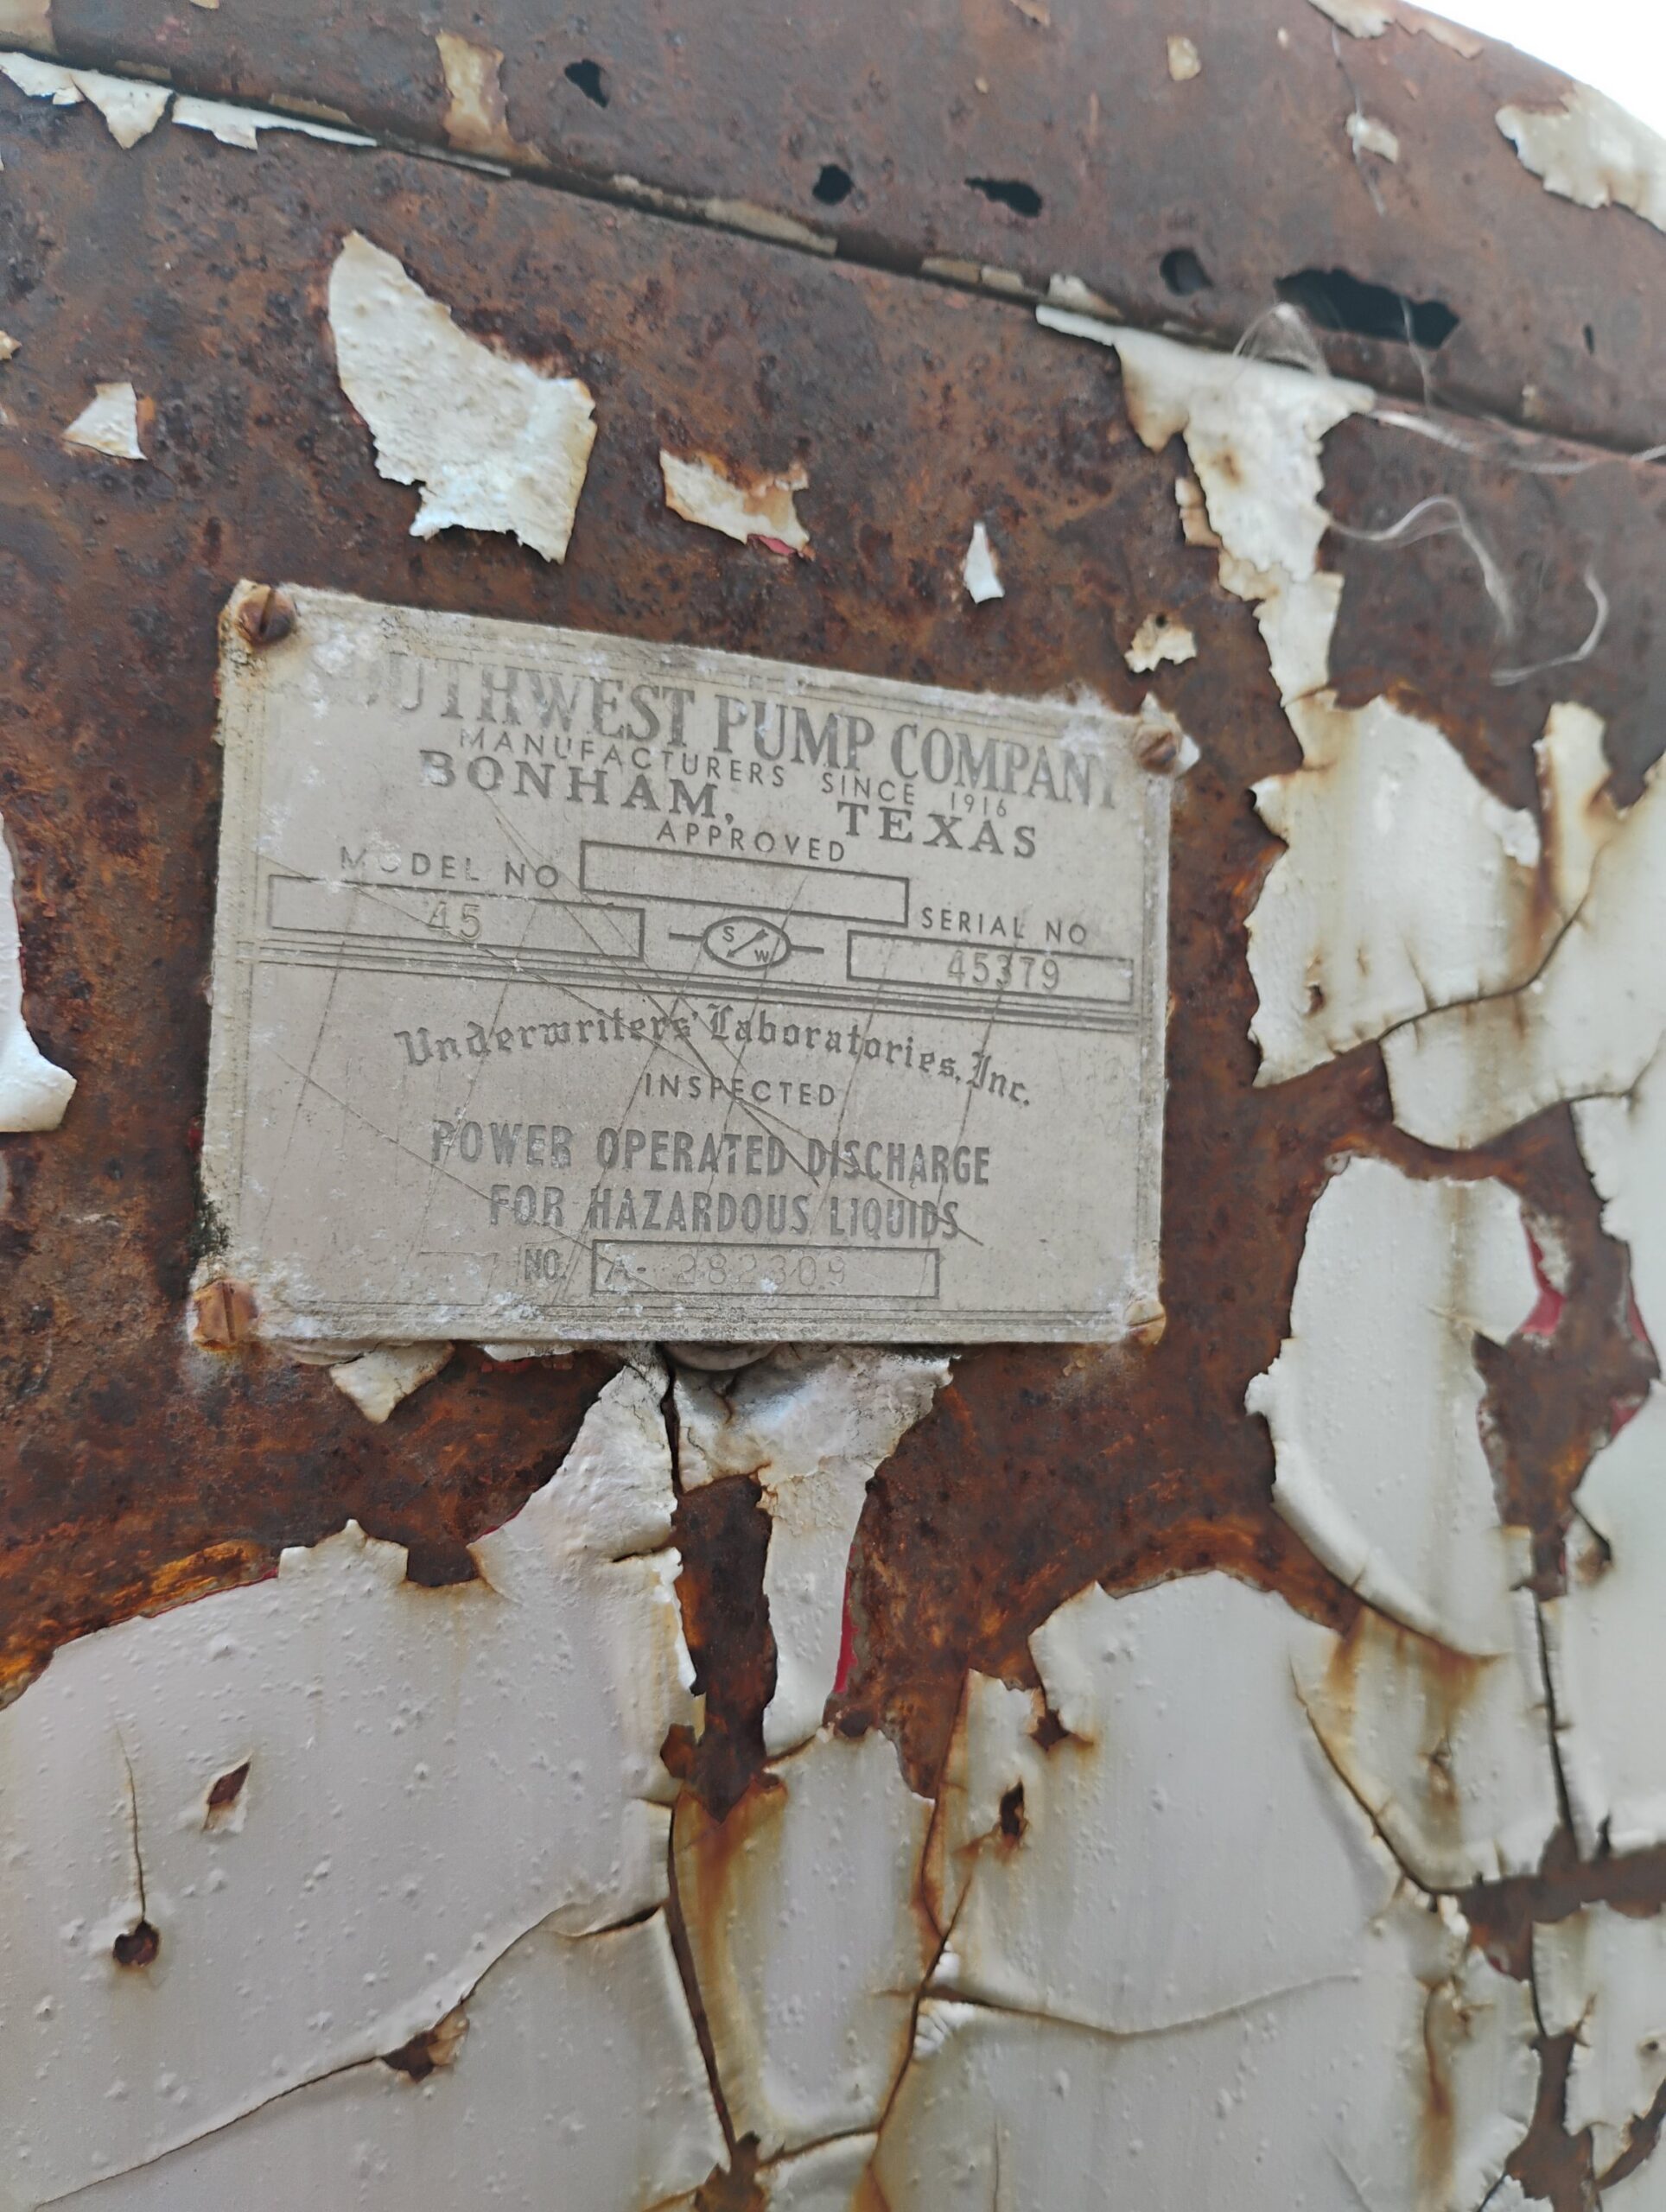 SOUTHWEST PUMP COMPANY
MANUFACTURERS SINCE 1916
BONHAM, TEXAS
APPROVED
MODEL NO
45
S W
SERIAL NO
45379
Underwriters' Laboratories, Inc.
INSPECTED
POWER OPERATED DISCHARGE
FOR HAZARDOUS LIQUIDS
NO. A- 282309